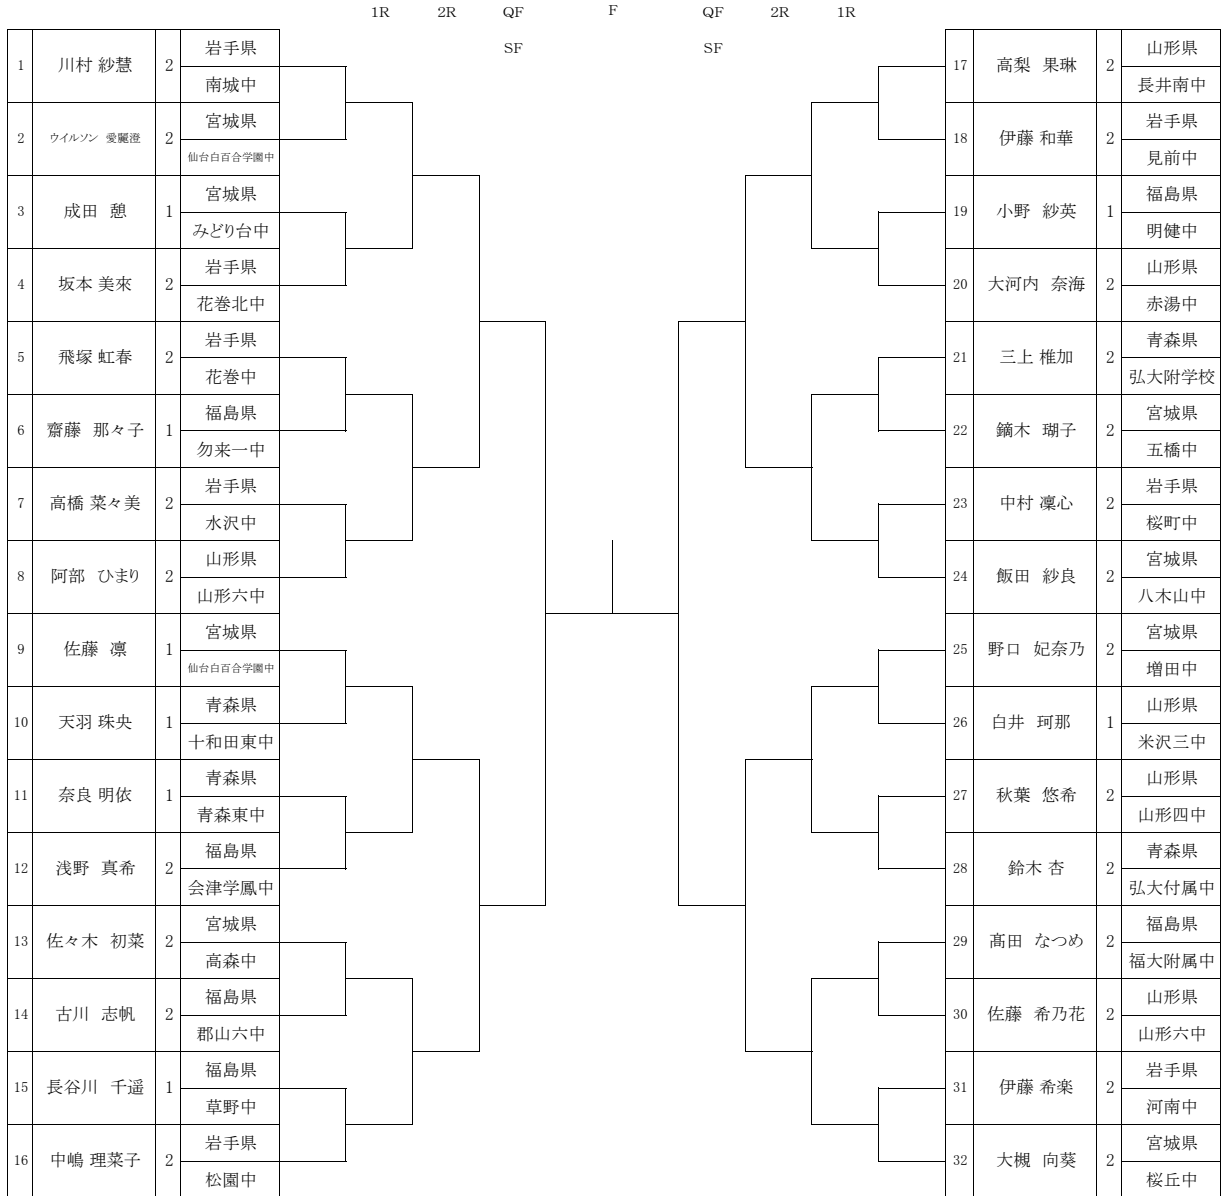 1R 2R QF F QF 2R 1R
SF SF
1 川村 紗慧 2 岩手県 南城中
2 ウイルソン 愛麗澄 2 宮城県 仙台白百合学園中
3 成田 憩 1 宮城県 みどり台中
4 坂本 美來 2 岩手県 花巻北中
5 飛塚 虹春 2 岩手県 花巻中
6 齋藤 那々子 1 福島県 勿来一中
7 高橋 菜々美 2 岩手県 水沢中
8 阿部 ひまり 2 山形県 山形六中
9 佐藤 凛 1 宮城県 仙台白百合学園中
10 天羽 珠央 1 青森県 十和田東中
11 奈良 明依 1 青森県 青森東中
12 浅野 真希 2 福島県 会津学鳳中
13 佐々木 初菜 2 宮城県 高森中
14 古川 志帆 2 福島県 郡山六中
15 長谷川 千遥 1 福島県 草野中
16 中嶋 理菜子 2 岩手県 松園中
17 高梨 果琳 2 山形県 長井南中
18 伊藤 和華 2 岩手県 見前中
19 小野 紗英 1 福島県 明健中
20 大河内 奈海 2 山形県 赤湯中
21 三上 椎加 2 青森県 弘大附学校
22 鏑木 瑚子 2 宮城県 五橋中
23 中村 凜心 2 岩手県 桜町中
24 飯田 紗良 2 宮城県 八木山中
25 野口 妃奈乃 2 宮城県 増田中
26 白井 珂那 1 山形県 米沢三中
27 秋葉 悠希 2 山形県 山形四中
28 鈴木 杏 2 青森県 弘大付属中
29 髙田 なつめ 2 福島県 福大附属中
30 佐藤 希乃花 2 山形県 山形六中
31 伊藤 希楽 2 岩手県 河南中
32 大槻 向葵 2 宮城県 桜丘中